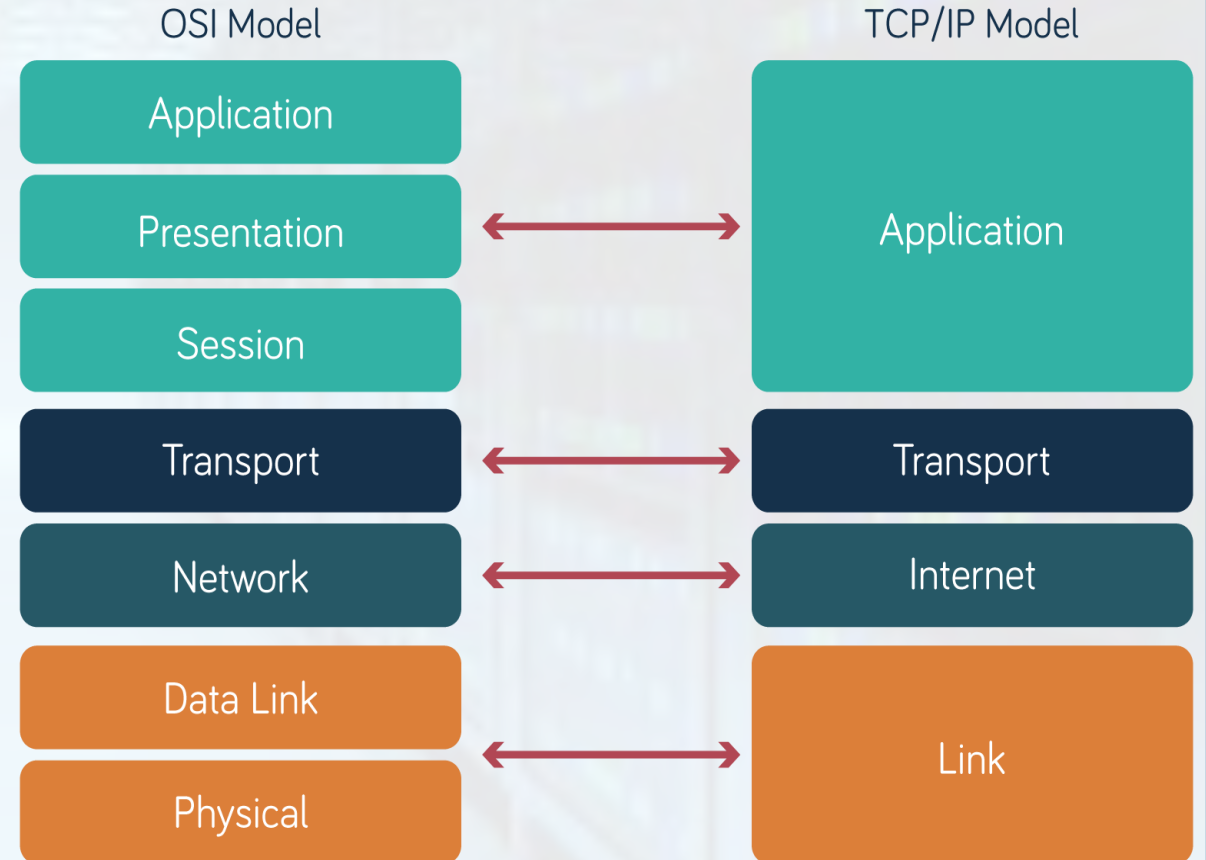 OSI Model
TCP/IP Model
Application
Presentation
Session
Transport
Network
Data Link
Physical
Application
Transport
Internet
Link